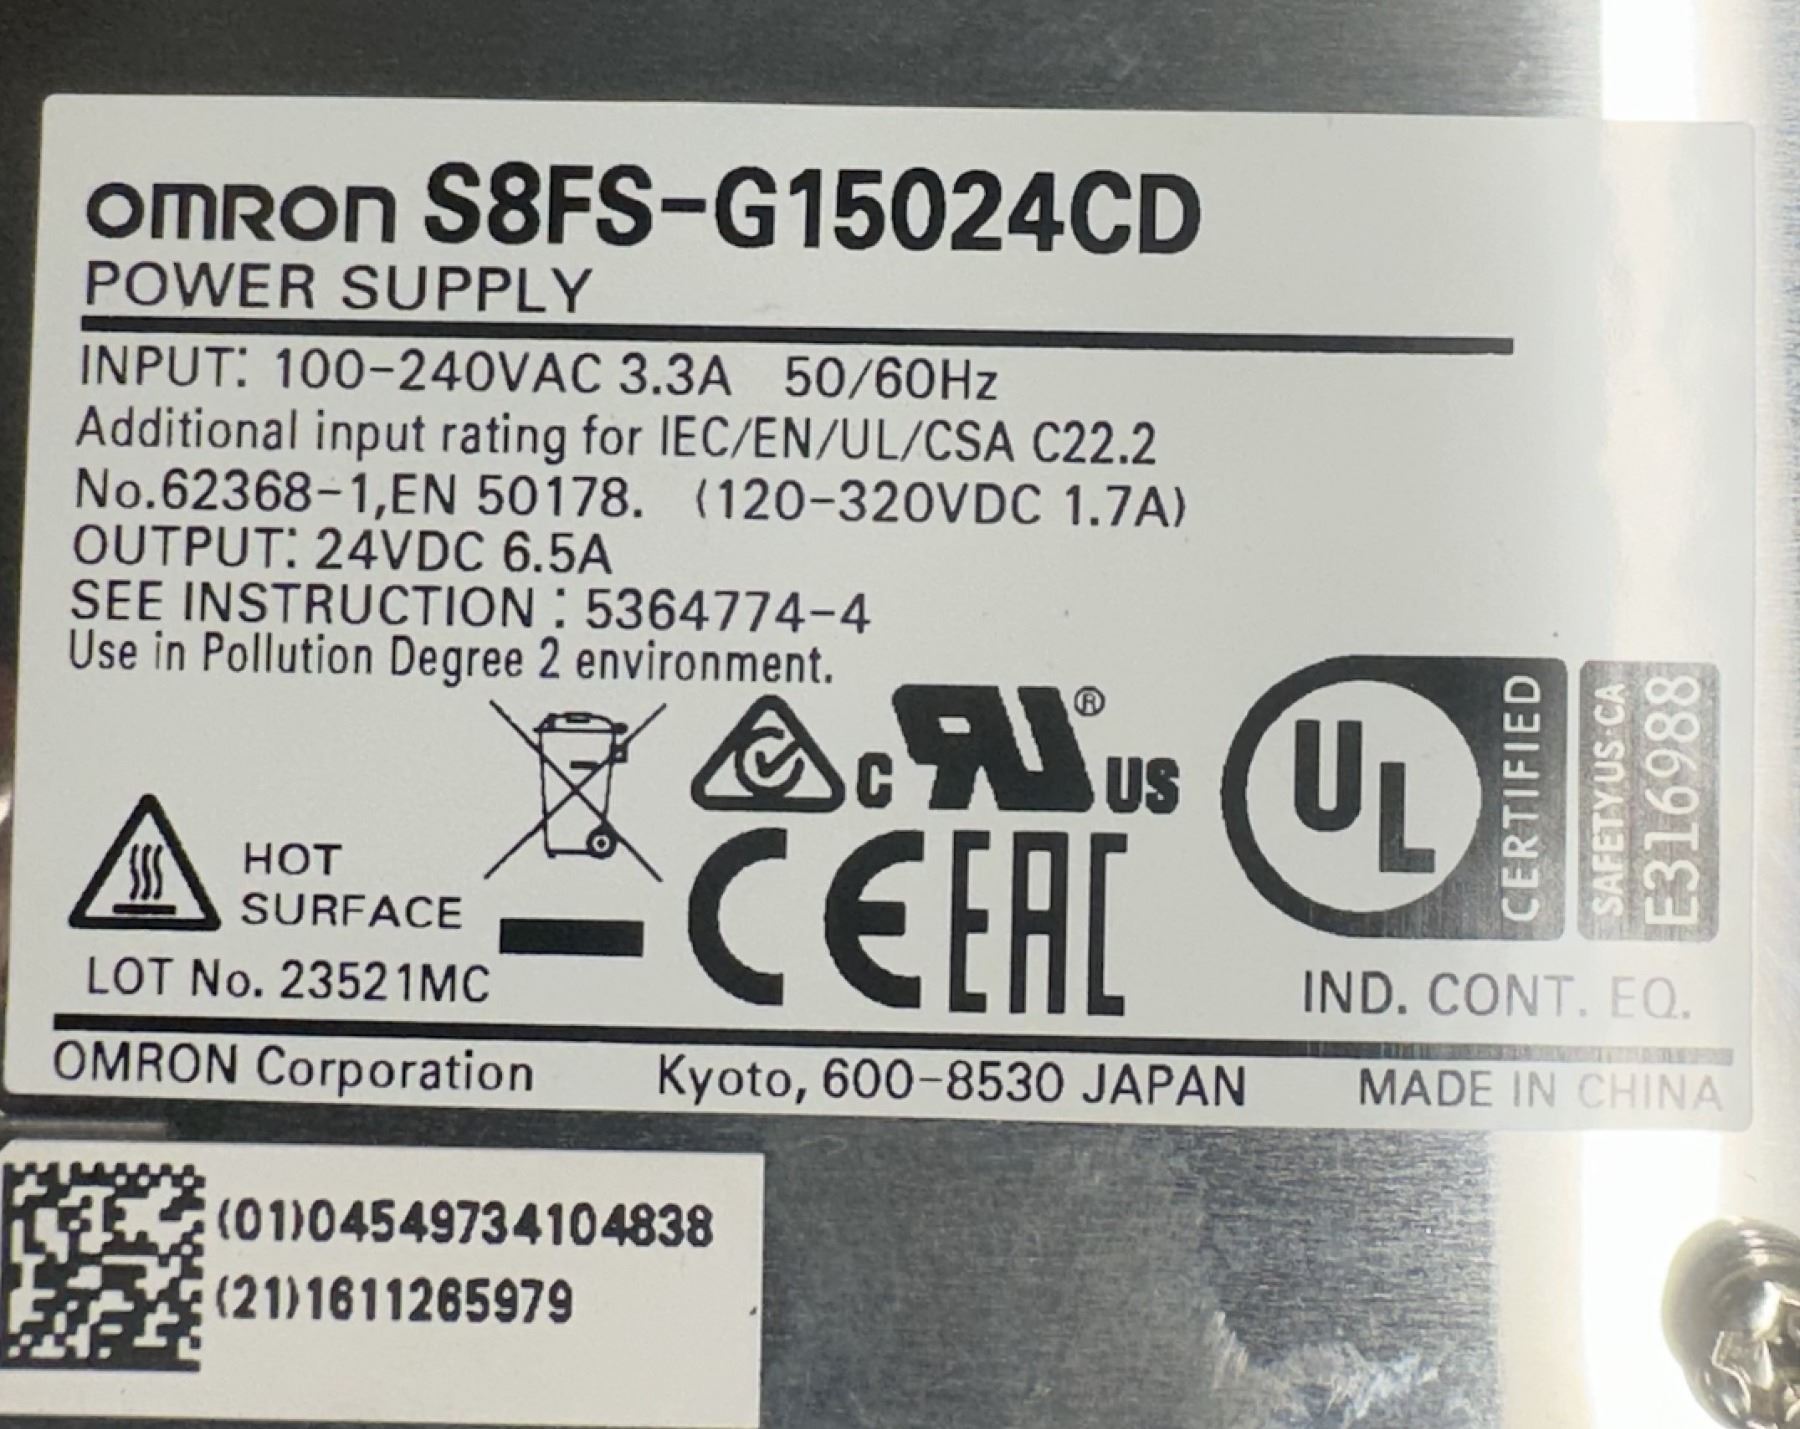 omron S8FS-G15024CD
POWER SUPPLY
INPUT: 100-240VAC 3.3A 50/60Hz
Additional input rating for IEC/EN/UL/CSA C22.2
No.62368-1,EN 50178. (120-320VDC 1.7A)
OUTPUT: 24VDC 6.5A
SEE INSTRUCTION : 5364774-4
Use in Pollution Degree 2 environment.
C RU ® US
UL CERTIFIED
SAFETY US-CA
E316988
HOT
SURFACE
CE EAC
LOT No. 23521MC
IND. CONT. EQ.
OMRON Corporation Kyoto, 600-8530 JAPAN MADE IN CHINA
(01)04549734104838
(21)1611265979